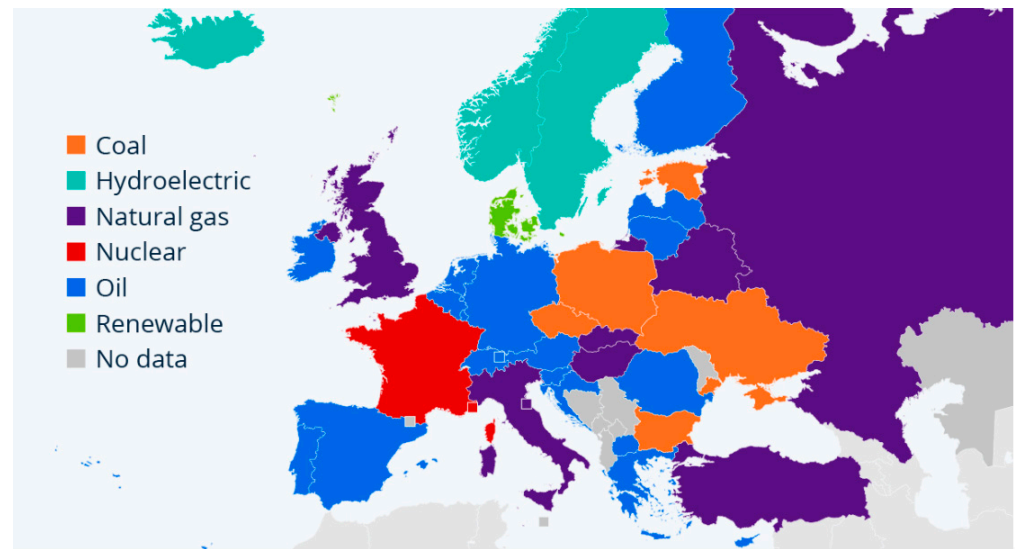 Coal
Hydroelectric
Natural gas
Nuclear
Oil
Renewable
No data